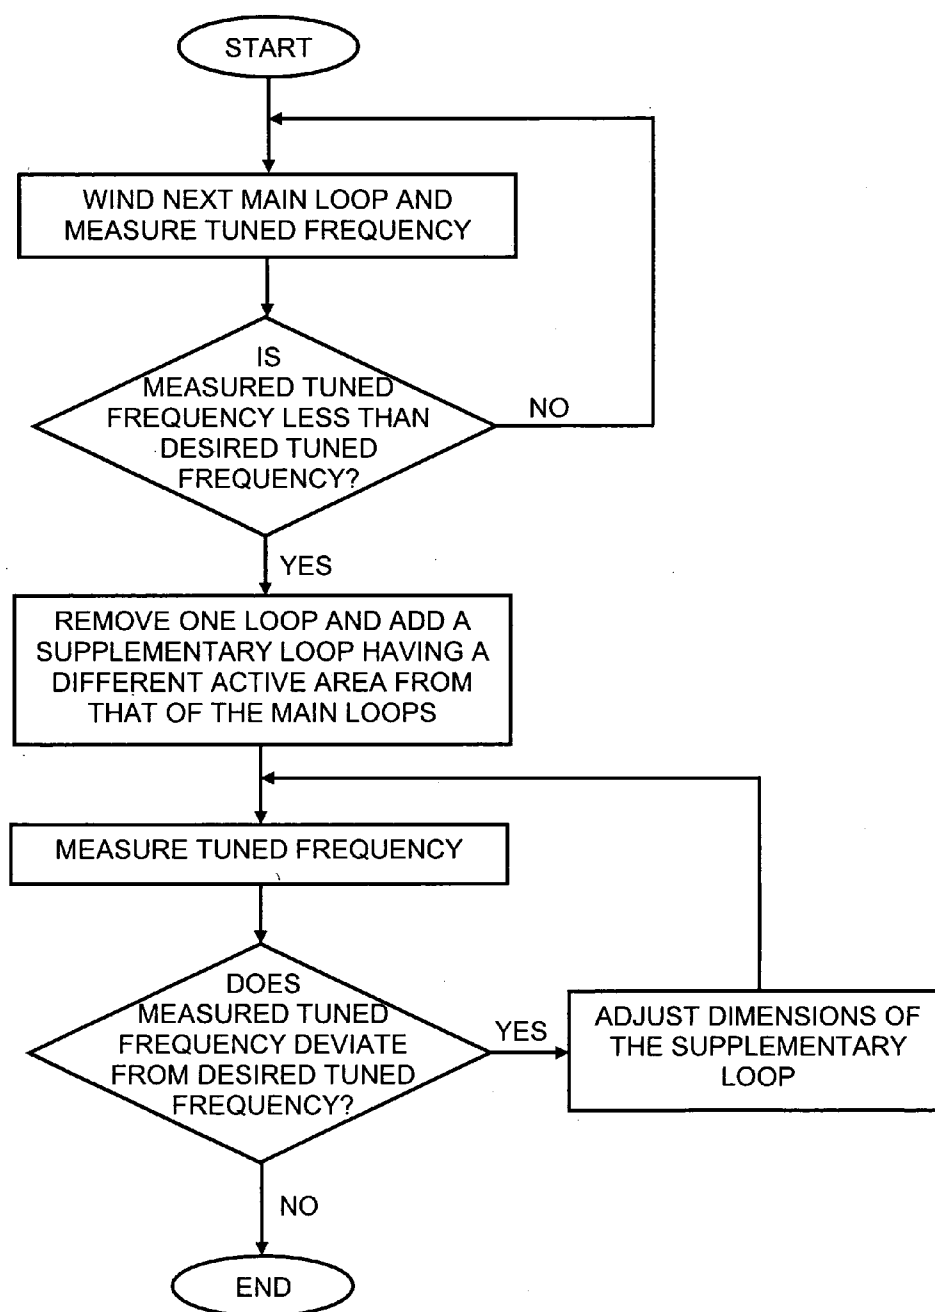 START
WIND NEXT MAIN LOOP AND
MEASURE TUNED FREQUENCY
IS
MEASURED TUNED
FREQUENCY LESS THAN
DESIRED TUNED
FREQUENCY?
NO
YES
REMOVE ONE LOOP AND ADD A
SUPPLEMENTARY LOOP HAVING A
DIFFERENT ACTIVE AREA FROM
THAT OF THE MAIN LOOPS
MEASURE TUNED FREQUENCY
DOES
MEASURED TUNED
FREQUENCY DEVIATE
FROM DESIRED TUNED
FREQUENCY?
YES
ADJUST DIMENSIONS OF
THE SUPPLEMENTARY
LOOP
NO
END